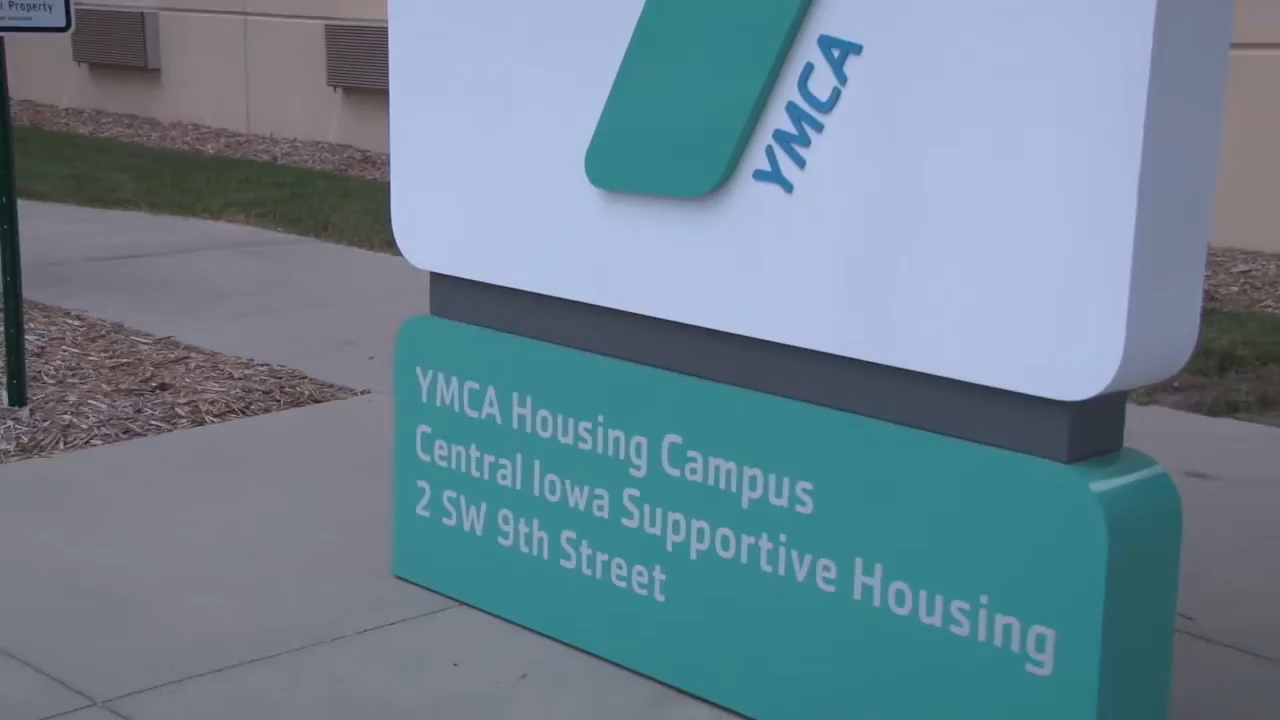 Property
YMCA
YMCA Housing Campus
Central Iowa Supportive Housing
2 SW 9th Street